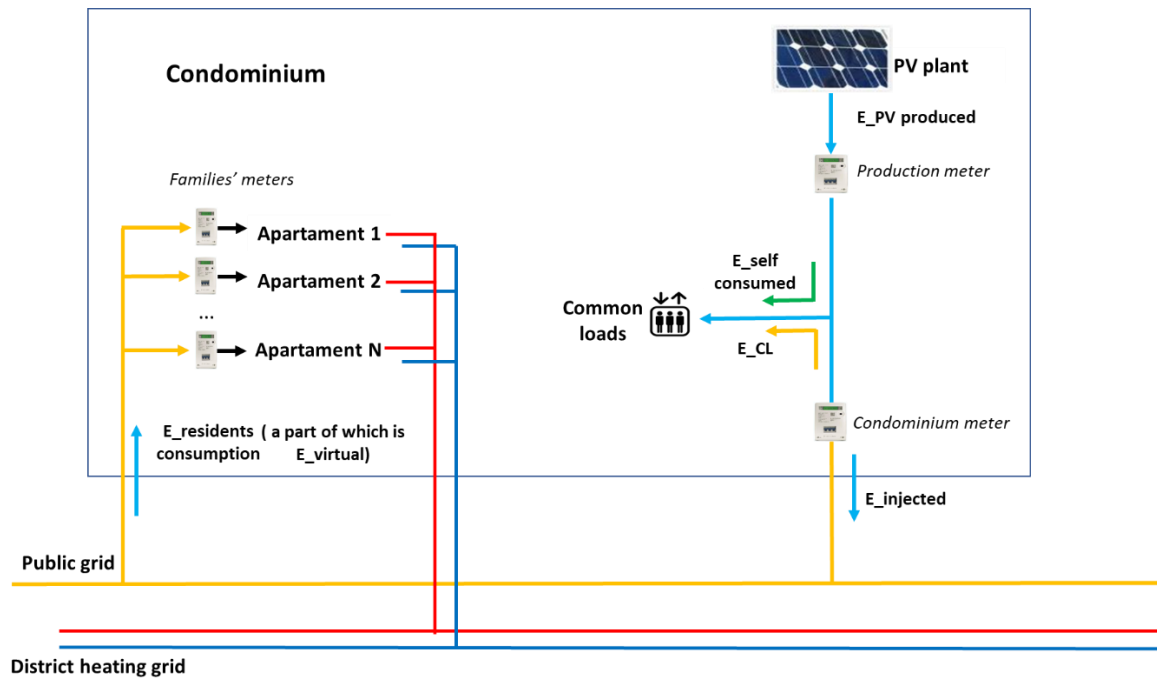 Condominium
PV plant
E_PV produced
Production meter
Families' meters
Apartament 1
Apartament 2
...
Apartament N
E_self
consumed
Common
loads
E_CL
Condominium meter
E_residents ( a part of which is
consumption E_virtual)
E_injected
Public grid
District heating grid